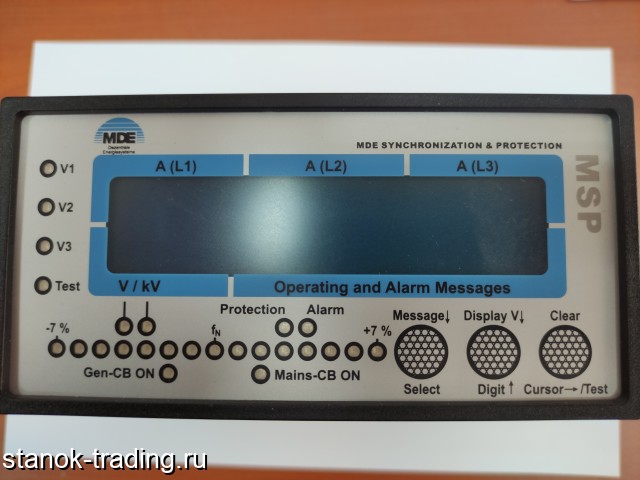 MDE
Dezentrale
Energiesysteme
MDE SYNCHRONIZATION & PROTECTION
A (L1) A (L2) A (L3)
MSP
V1
V2
V3
Test
V / kV Operating and Alarm Messages
Protection Alarm
Message↓ Display V↓ Clear
-7 % fN +7 %
Gen-CB ON Mains-CB ON
Select Digit ↑ Cursor→ /Test
stanok-trading.ru